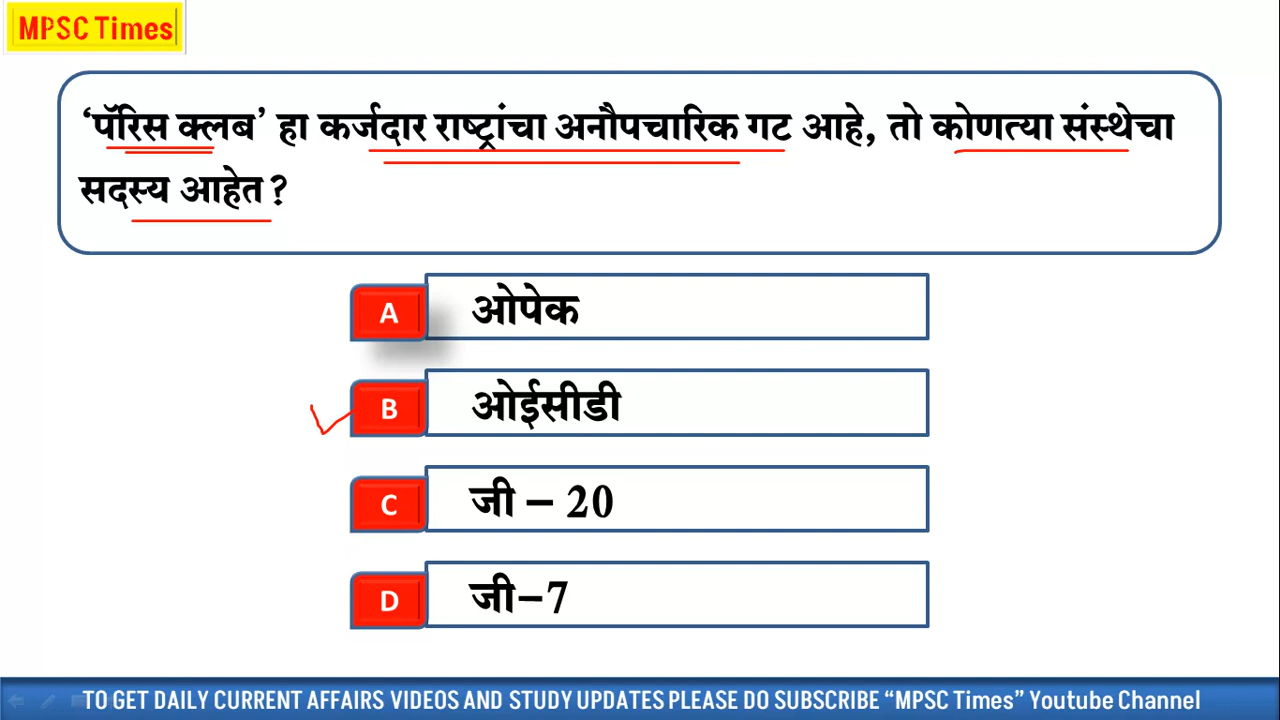 MPSC Times
‘पॅरिस क्लब’ हा कर्जदार राष्ट्रांचा अनौपचारिक गट आहे, तो कोणत्या संस्थेचा
सदस्य आहेत?
A ओपेक
B ओईसीडी
C जी – 20
D जी–7
TO GET DAILY CURRENT AFFAIRS VIDEOS AND STUDY UPDATES PLEASE DO SUBSCRIBE “MPSC Times” Youtube Channel